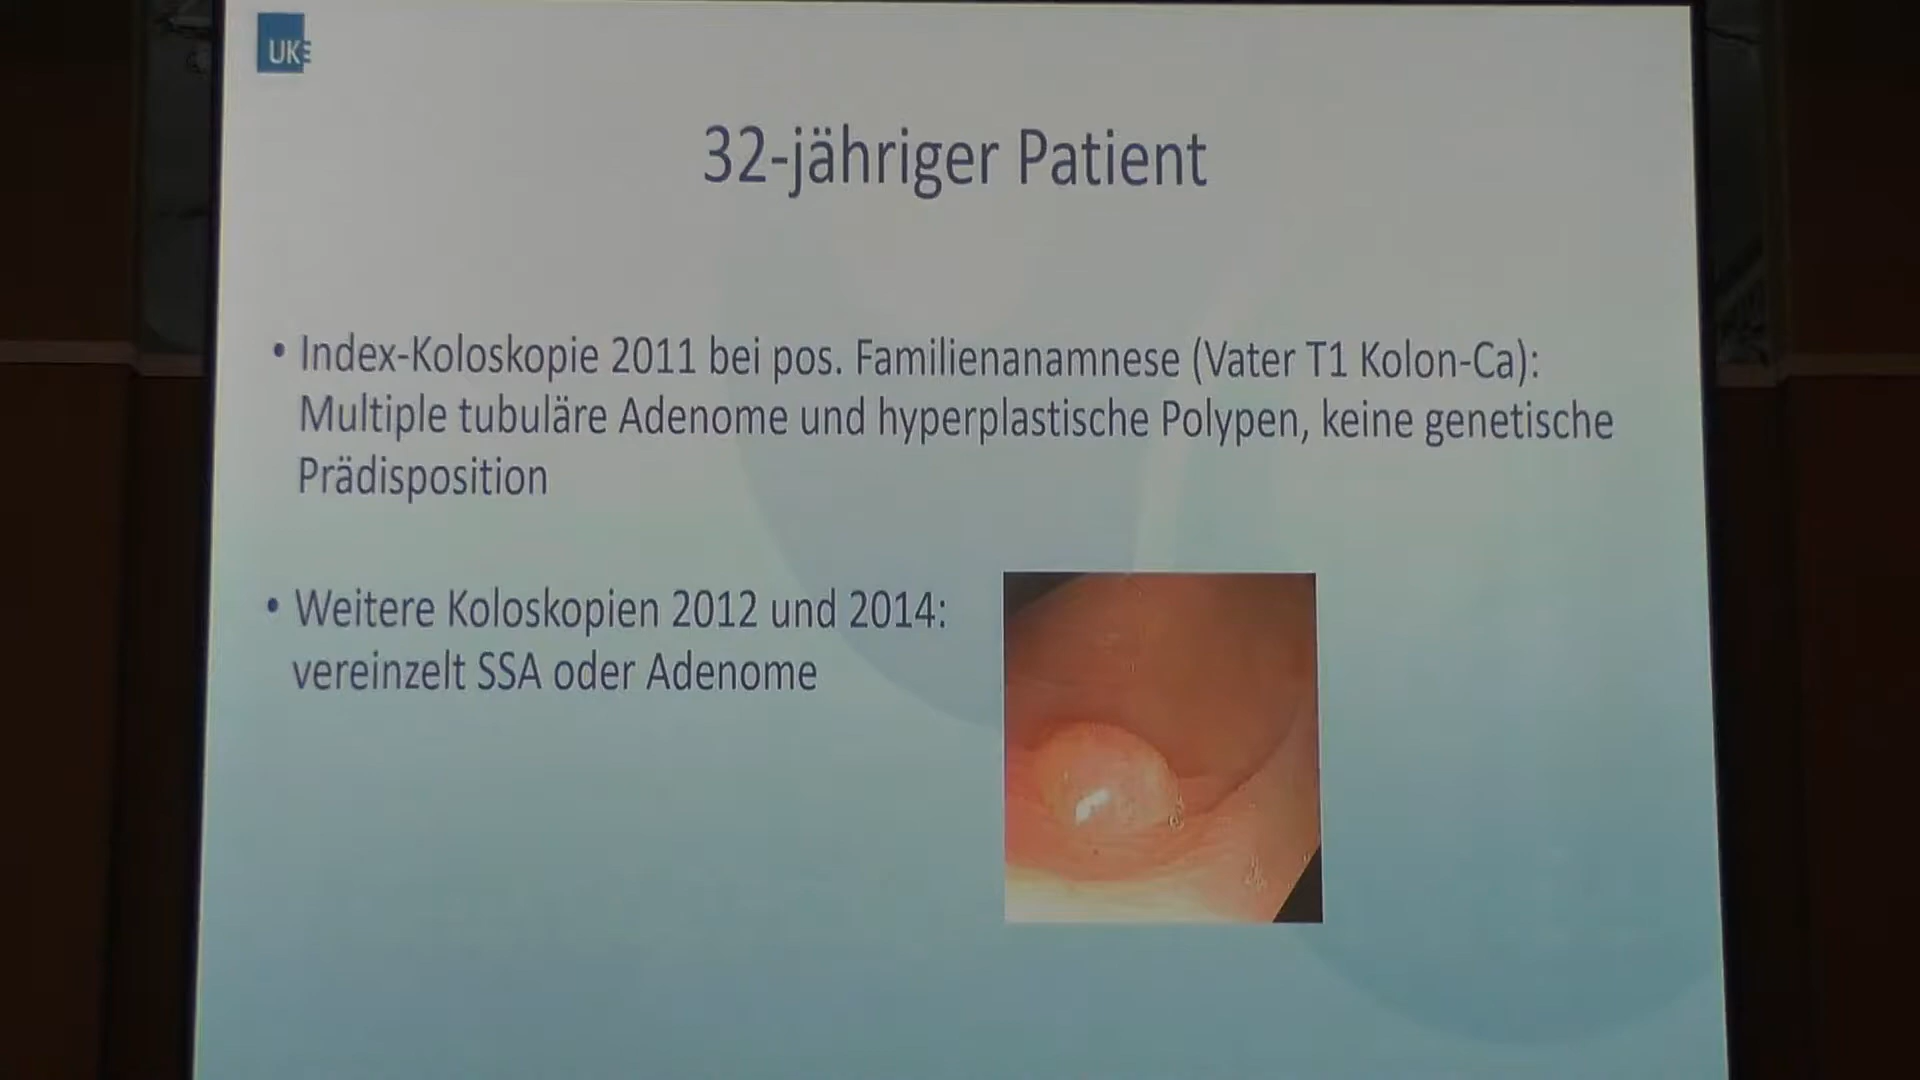 UKE
32-jähriger Patient
• Index-Koloskopie 2011 bei pos. Familienanamnese (Vater T1 Kolon-Ca):
Multiple tubuläre Adenome und hyperplastische Polypen, keine genetische
Prädisposition
• Weitere Koloskopien 2012 und 2014:
vereinzelt SSA oder Adenome